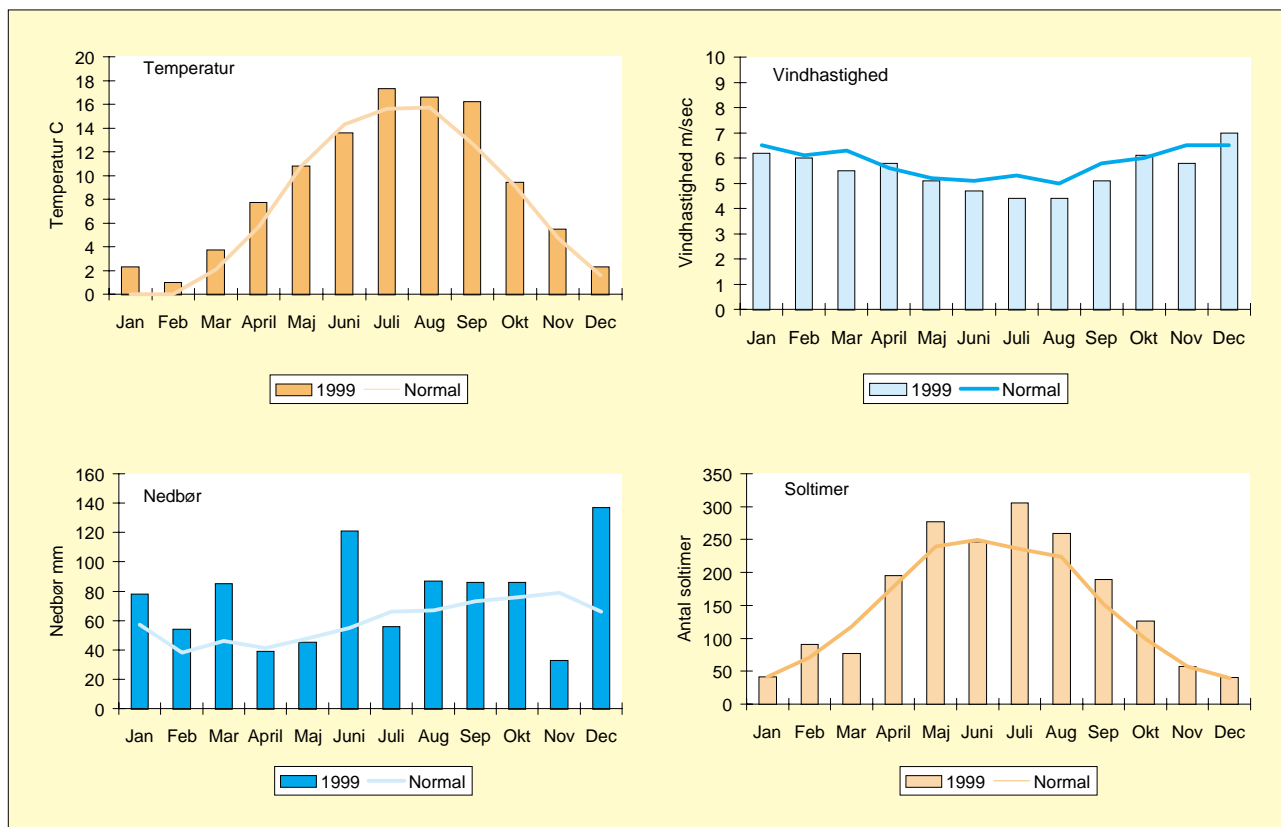 Temperatur
Temperatur C
20
18
16
14
12
10
8
6
4
2
0
Jan Feb Mar April Maj Juni Juli Aug Sep Okt Nov Dec
1999 Normal
Vindhastighed
Vindhastighed m/sec
10
9
8
7
6
5
4
3
2
1
0
Jan Feb Mar April Maj Juni Juli Aug Sep Okt Nov Dec
1999 Normal
Nedbør
Nedbør mm
160
140
120
100
80
60
40
20
0
Jan Feb Mar April Maj Juni Juli Aug Sep Okt Nov Dec
1999 Normal
Soltimer
Antal soltimer
350
300
250
200
150
100
50
0
Jan Feb Mar April Maj Juni Juli Aug Sep Okt Nov Dec
1999 Normal